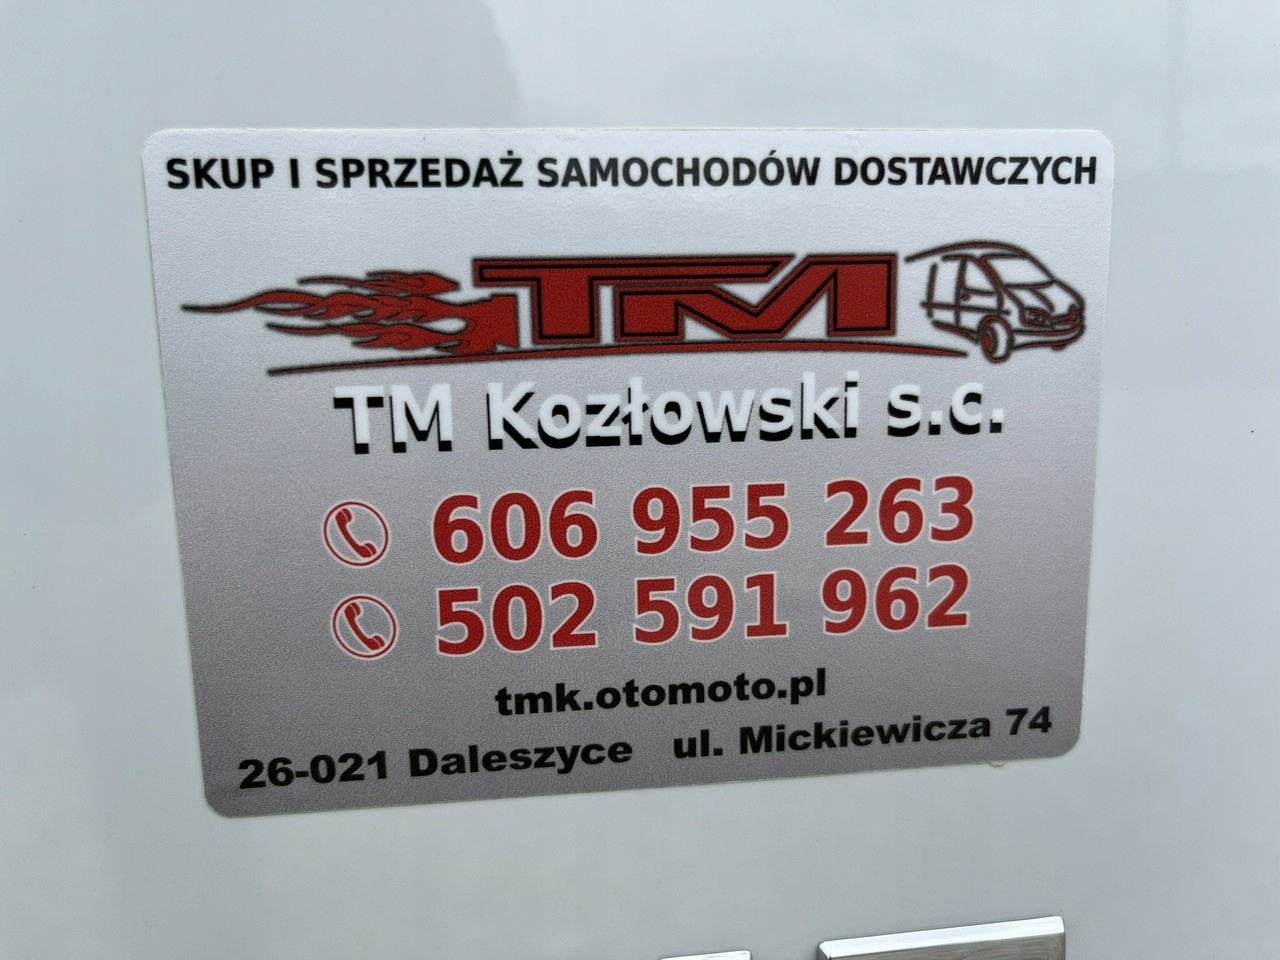 SKUP I SPRZEDAŻ SAMOCHODÓW DOSTAWCZYCH
TM
TM Kozłowski s.c.
606 955 263
502 591 962
tmk.otomoto.pl
26-021 Daleszyce ul. Mickiewicza 74